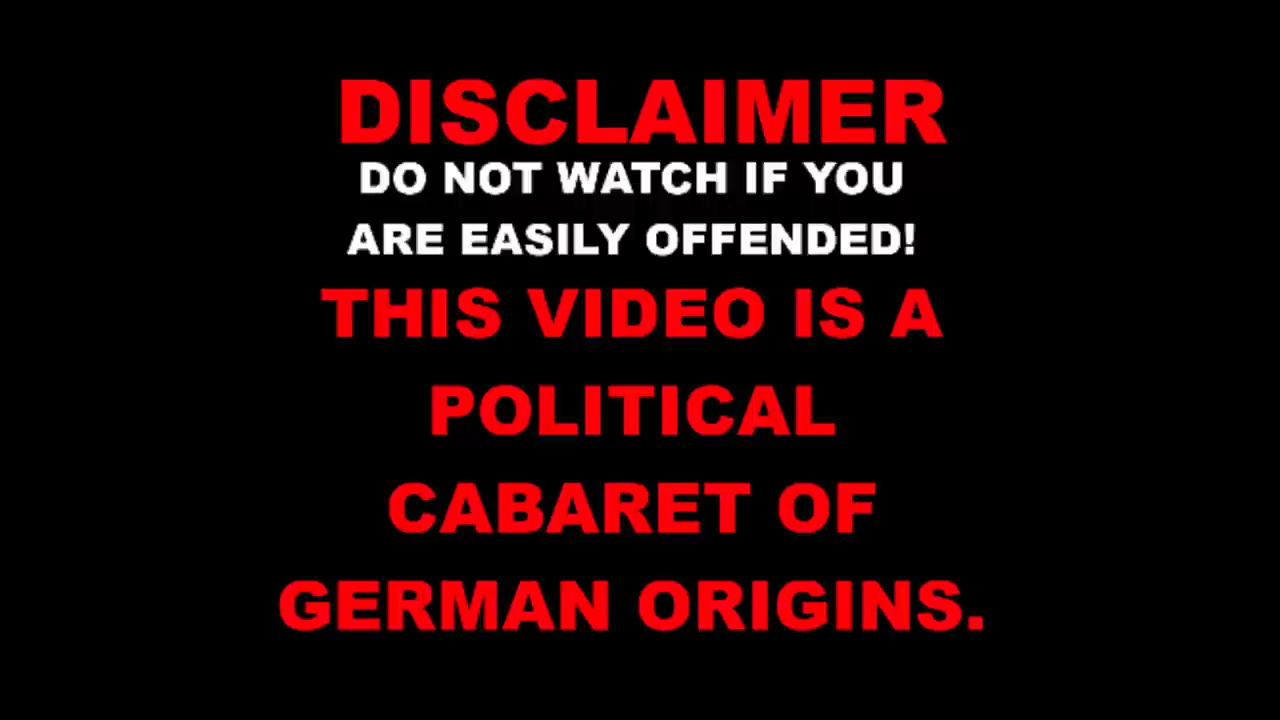 DISCLAIMER
DO NOT WATCH IF YOU
ARE EASILY OFFENDED!
THIS VIDEO IS A
POLITICAL
CABARET OF
GERMAN ORIGINS.